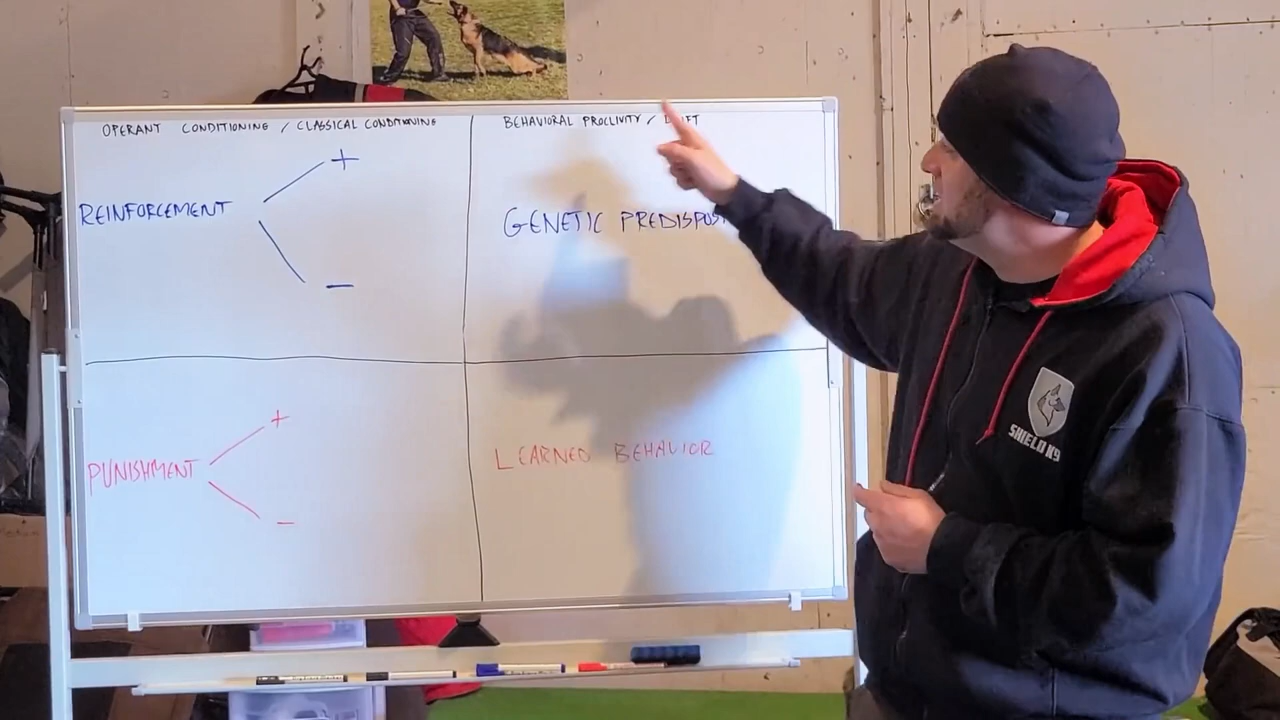 OPERANT CONDITIONING / CLASSICAL CONDITIONING
BEHAVIORAL PROCLIVITY /
REINFORCEMENT
+
-
GENETIC
PUNISHMENT
+
-
LEARNED BEHAVIOR
SHIELD K9